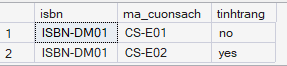 isbn ma_cuonsach tinhtrang
1 ISBN-DM01 CS-E01 no
2 ISBN-DM01 CS-E02 yes